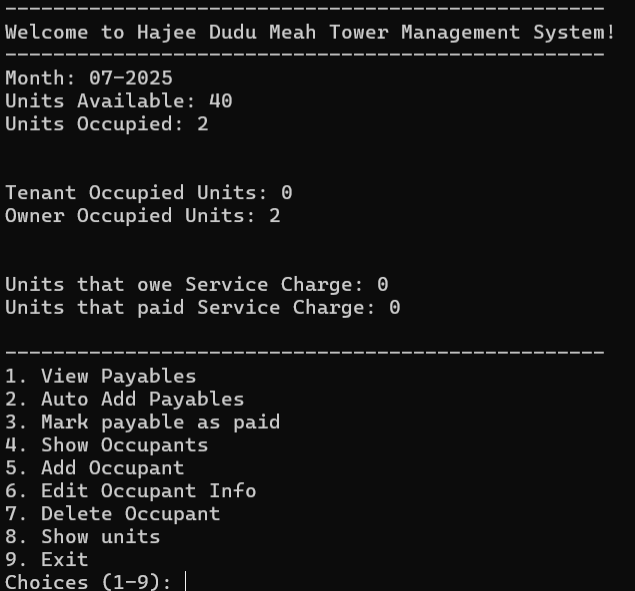 --------------------------------------------------
Welcome to Hajee Dudu Meah Tower Management System!
--------------------------------------------------
Month: 07-2025
Units Available: 40
Units Occupied: 2
Tenant Occupied Units: 0
Owner Occupied Units: 2
Units that owe Service Charge: 0
Units that paid Service Charge: 0
--------------------------------------------------
1. View Payables
2. Auto Add Payables
3. Mark payable as paid
4. Show Occupants
5. Add Occupant
6. Edit Occupant Info
7. Delete Occupant
8. Show units
9. Exit
Choices (1-9):